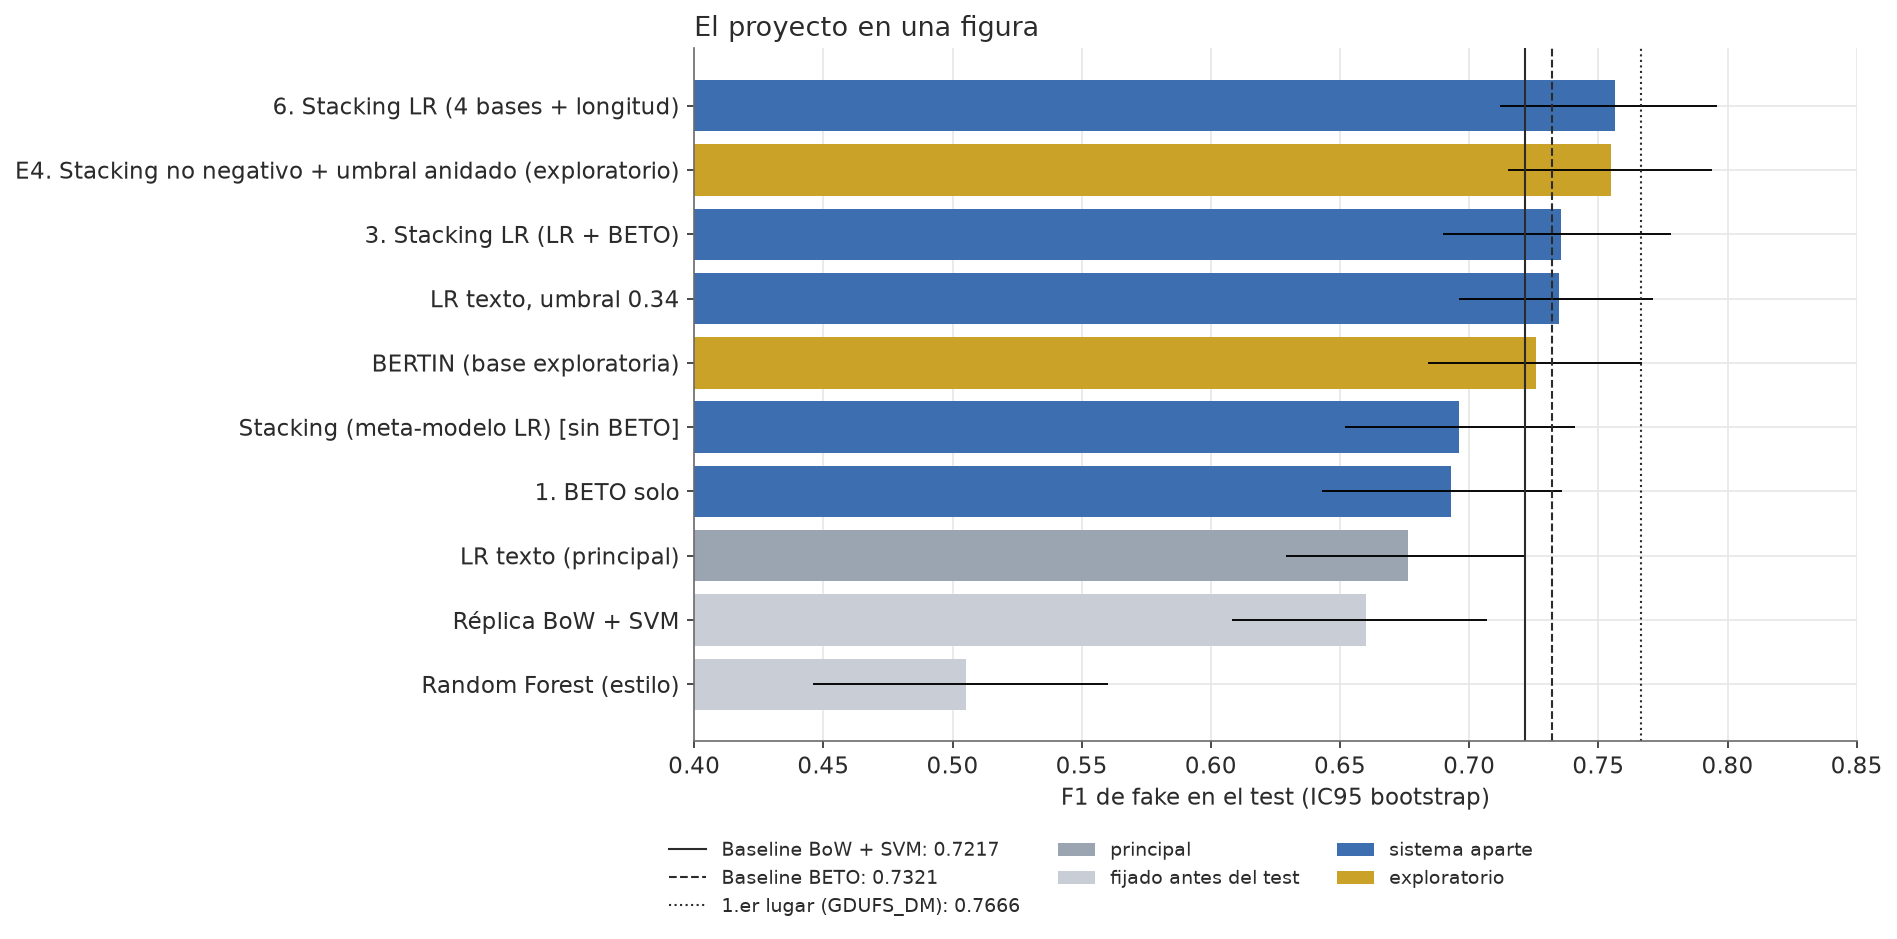 El proyecto en una figura
6. Stacking LR (4 bases + longitud)
E4. Stacking no negativo + umbral anidado (exploratorio)
3. Stacking LR (LR + BETO)
LR texto, umbral 0.34
BERTIN (base exploratoria)
Stacking (meta-modelo LR) [sin BETO]
1. BETO solo
LR texto (principal)
Réplica BoW + SVM
Random Forest (estilo)
0.40 0.45 0.50 0.55 0.60 0.65 0.70 0.75 0.80 0.85
F1 de fake en el test (IC95 bootstrap)
Baseline BoW + SVM: 0.7217
Baseline BETO: 0.7321
1.er lugar (GDUFS_DM): 0.7666
principal
fijado antes del test
sistema aparte
exploratorio